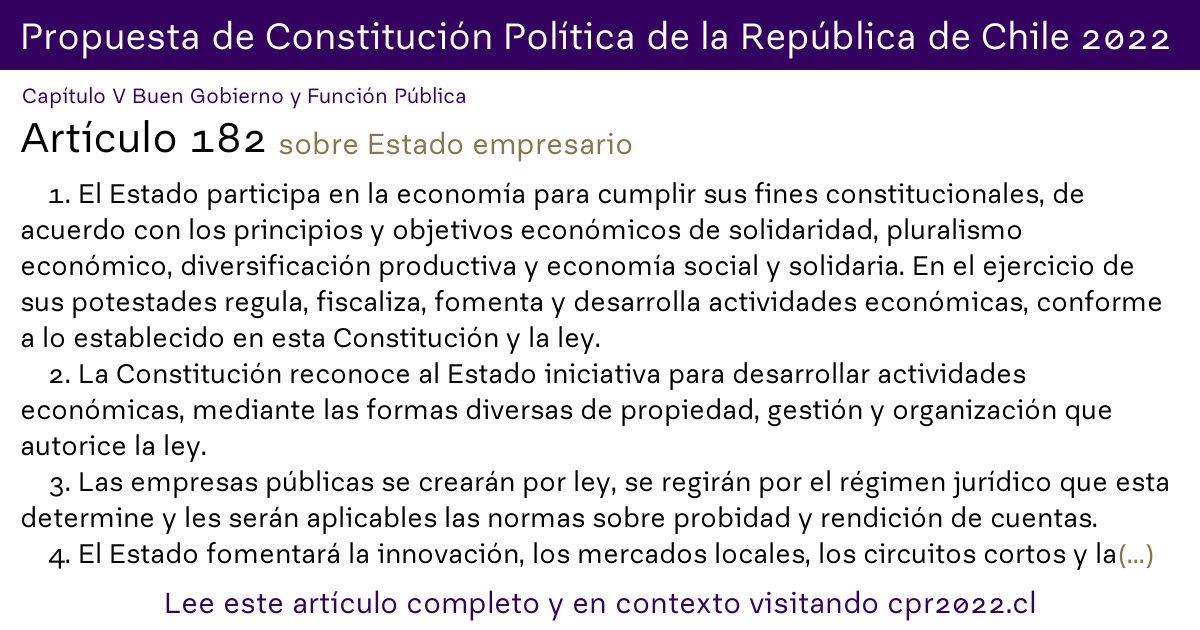 Propuesta de Constitución Política de la República de Chile 2022
Capítulo V Buen Gobierno y Función Pública
Artículo 182 sobre Estado empresario
1. El Estado participa en la economía para cumplir sus fines constitucionales, de
acuerdo con los principios y objetivos económicos de solidaridad, pluralismo
económico, diversificación productiva y economía social y solidaria. En el ejercicio de
sus potestades regula, fiscaliza, fomenta y desarrolla actividades económicas, conforme
a lo establecido en esta Constitución y la ley.
2. La Constitución reconoce al Estado iniciativa para desarrollar actividades
económicas, mediante las formas diversas de propiedad, gestión y organización que
autorice la ley.
3. Las empresas públicas se crearán por ley, se regirán por el régimen jurídico que esta
determine y les serán aplicables las normas sobre probidad y rendición de cuentas.
4. El Estado fomentará la innovación, los mercados locales, los circuitos cortos y la(...)
Lee este artículo completo y en contexto visitando cpr2022.cl